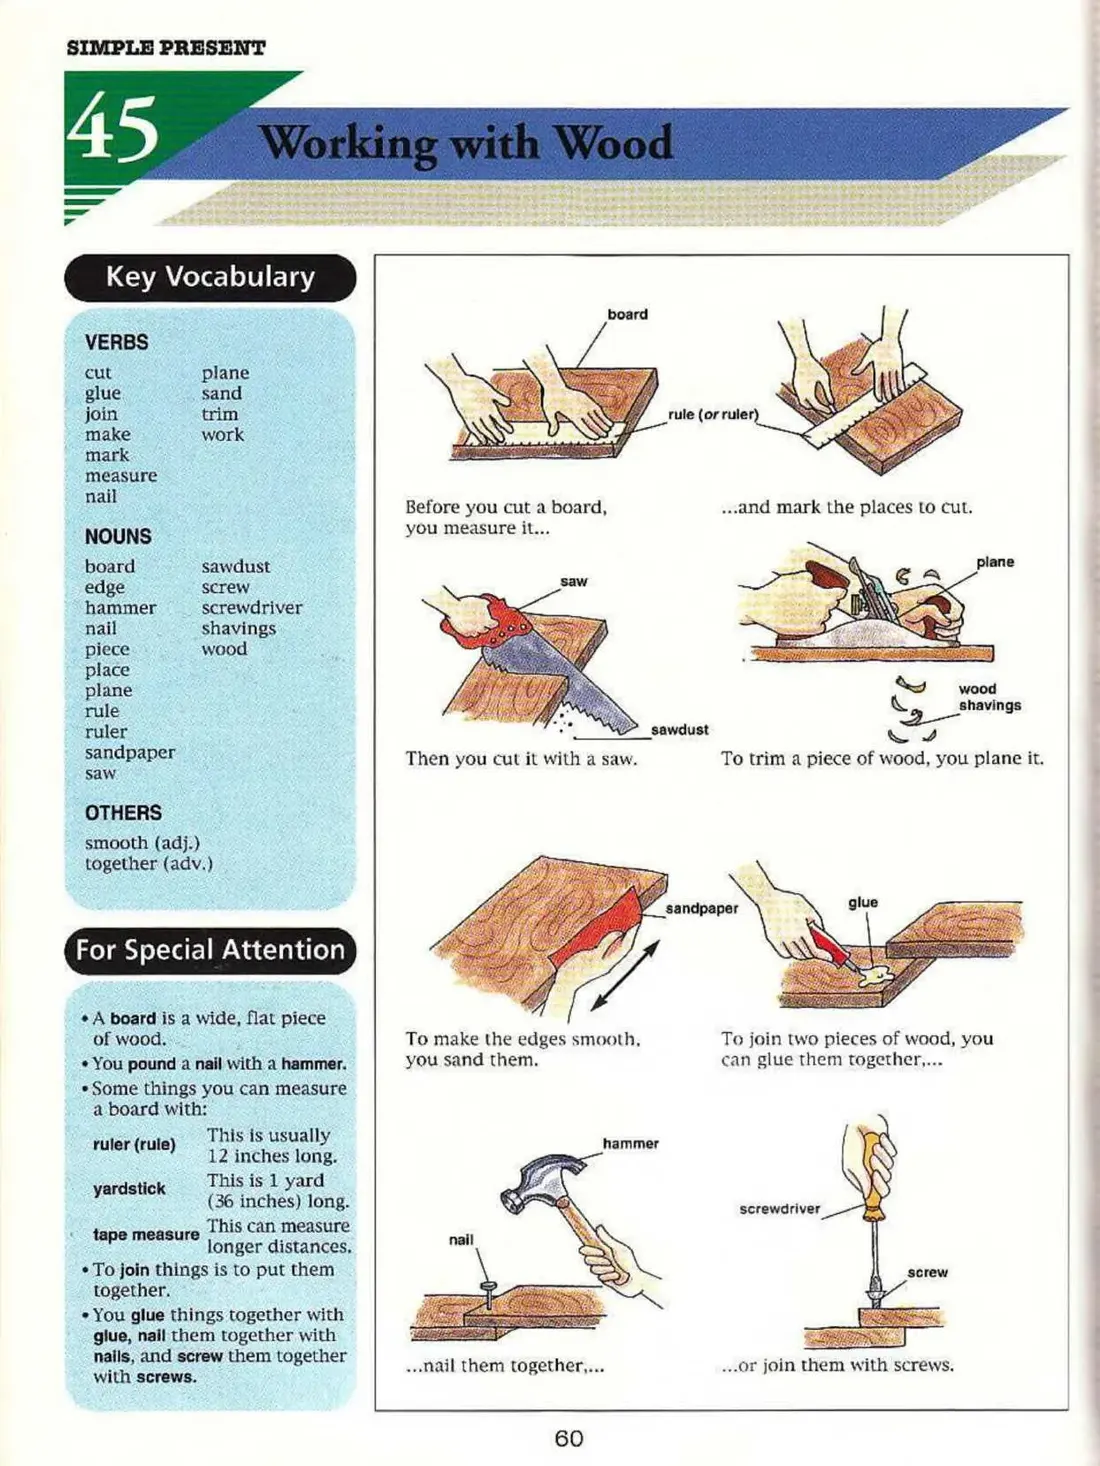 SIMPLE PRESENT
45
Working with Wood
Key Vocabulary
VERBS
cut plane
glue sand
join trim
make work
mark
measure
nail
NOUNS
board sawdust
edge screw
hammer screwdriver
nail shavings
piece wood
place
plane
rule
ruler
sandpaper
saw
OTHERS
smooth (adj.)
together (adv.)
For Special Attention
• A board is a wide, flat piece
of wood.
• You pound a nail with a hammer.
• Some things you can measure
a board with:
ruler (rule) This is usually
12 inches long.
yardstick This is 1 yard
(36 inches) long.
tape measure This can measure
longer distances.
• To join things is to put them
together.
• You glue things together with
glue, nail them together with
nails, and screw them together
with screws.
board
rule (or ruler)
Before you cut a board,
you measure it...
...and mark the places to cut.
saw
sawdust
Then you cut it with a saw.
plane
wood
shavings
To trim a piece of wood, you plane it.
sandpaper
To make the edges smooth,
you sand them.
glue
To join two pieces of wood, you
can glue them together,...
hammer
nail
...nail them together,...
screwdriver
screw
...or join them with screws.
60